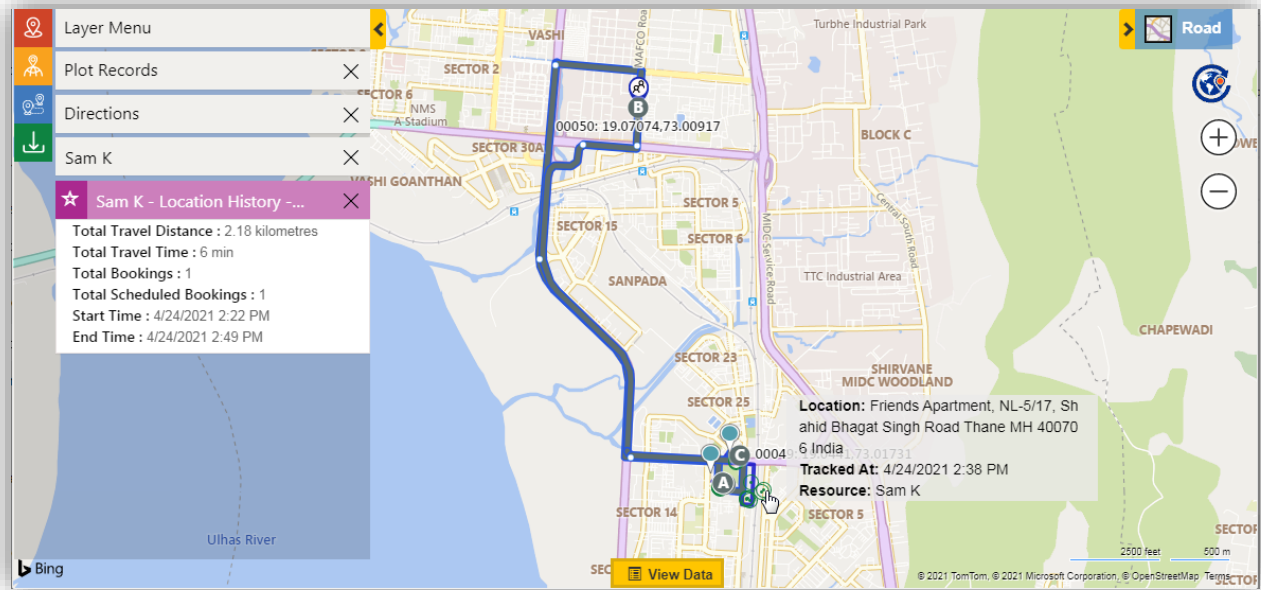 Layer Menu
Plot Records
Directions
Sam K
Sam K - Location History -...
Total Travel Distance : 2.18 kilometres
Total Travel Time : 6 min
Total Bookings : 1
Total Scheduled Bookings : 1
Start Time : 4/24/2021 2:22 PM
End Time : 4/24/2021 2:49 PM
Ulhas River
Bing
VASHI
MAFCO Roa
Turbhe Industrial Park
Road
SECTOR 2
SECTOR 6
NMS
A Stadium
B
00050: 19.07074,73.00917
SECTOR 30A
BLOCK C
VASHI GOANTHAN
SECTOR 5
Central South Road
SECTOR 15
SECTOR 6
MIDC Service Road
SANPADA
TTC Industrial Area
CHAPEWADI
SECTOR 23
SHIRVANE
MIDC WOODLAND
SECTOR 25
Location: Friends Apartment, NL-5/17, Sh
ahid Bhagat Singh Road Thane MH 40070
6 India
Tracked At: 4/24/2021 2:38 PM
Resource: Sam K
C
A
SECTOR 14
SECTOR 5
SECTOR
2500 feet
500 m
SEC
View Data
© 2021 TomTom, © 2021 Microsoft Corporation, © OpenStreetMap Terms
SECTOR